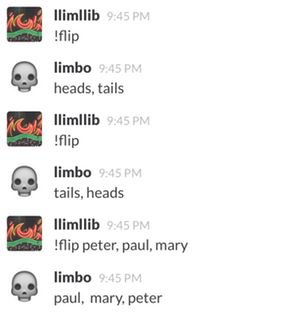 llimllib 9:45 PM
!flip
limbo 9:45 PM
heads, tails
llimllib 9:45 PM
!flip
limbo 9:45 PM
tails, heads
llimllib 9:45 PM
!flip peter, paul, mary
limbo 9:45 PM
paul, mary, peter